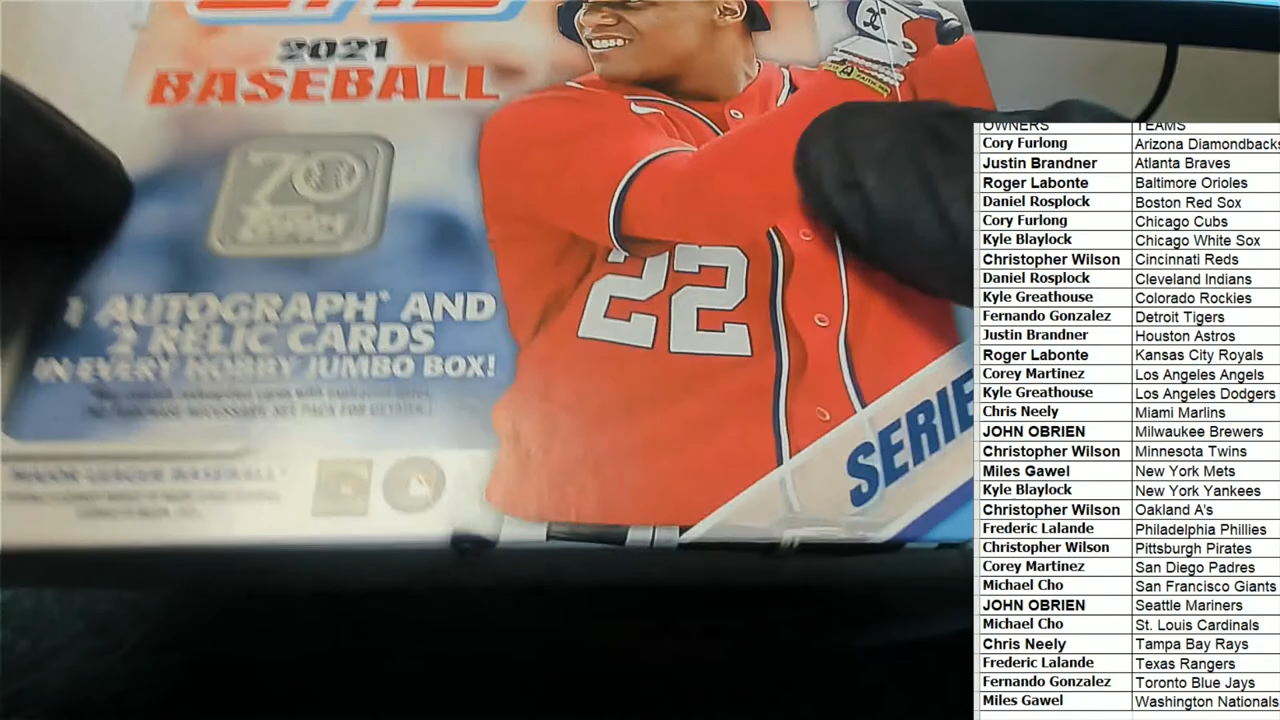 2021
BASEBALL
70
1 AUTOGRAPH* AND
2 RELIC CARDS
IN EVERY HOBBY JUMBO BOX!
MAJOR LEAGUE BASEBALL
22
SERIE
OWNERS TEAMS
Cory Furlong Arizona Diamondbacks
Justin Brandner Atlanta Braves
Roger Labonte Baltimore Orioles
Daniel Rosplock Boston Red Sox
Cory Furlong Chicago Cubs
Kyle Blaylock Chicago White Sox
Christopher Wilson Cincinnati Reds
Daniel Rosplock Cleveland Indians
Kyle Greathouse Colorado Rockies
Fernando Gonzalez Detroit Tigers
Justin Brandner Houston Astros
Roger Labonte Kansas City Royals
Corey Martinez Los Angeles Angels
Kyle Greathouse Los Angeles Dodgers
Chris Neely Miami Marlins
JOHN OBRIEN Milwaukee Brewers
Christopher Wilson Minnesota Twins
Miles Gawel New York Mets
Kyle Blaylock New York Yankees
Christopher Wilson Oakland A's
Frederic Lalande Philadelphia Phillies
Christopher Wilson Pittsburgh Pirates
Corey Martinez San Diego Padres
Michael Cho San Francisco Giants
JOHN OBRIEN Seattle Mariners
Michael Cho St. Louis Cardinals
Chris Neely Tampa Bay Rays
Frederic Lalande Texas Rangers
Fernando Gonzalez Toronto Blue Jays
Miles Gawel Washington Nationals